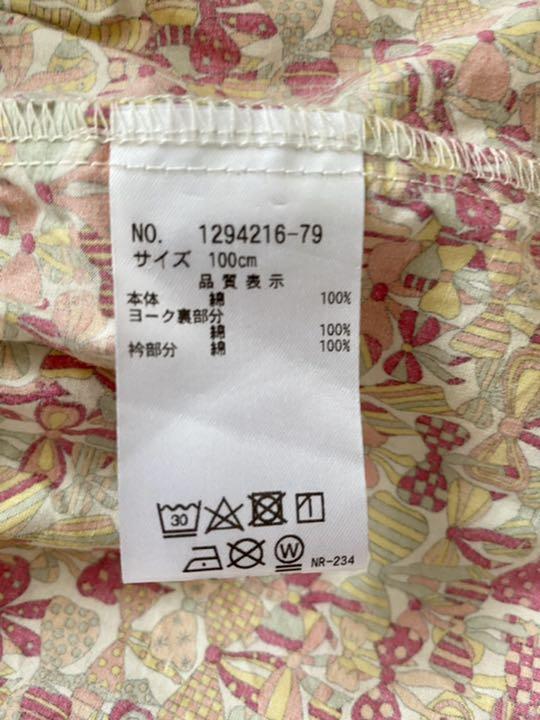 NO. 1294216-79
サイズ 100cm
品質表示
本体 綿 100%
ヨーク裏部分
綿 100%
衿部分 綿 100%
30
W NR-234